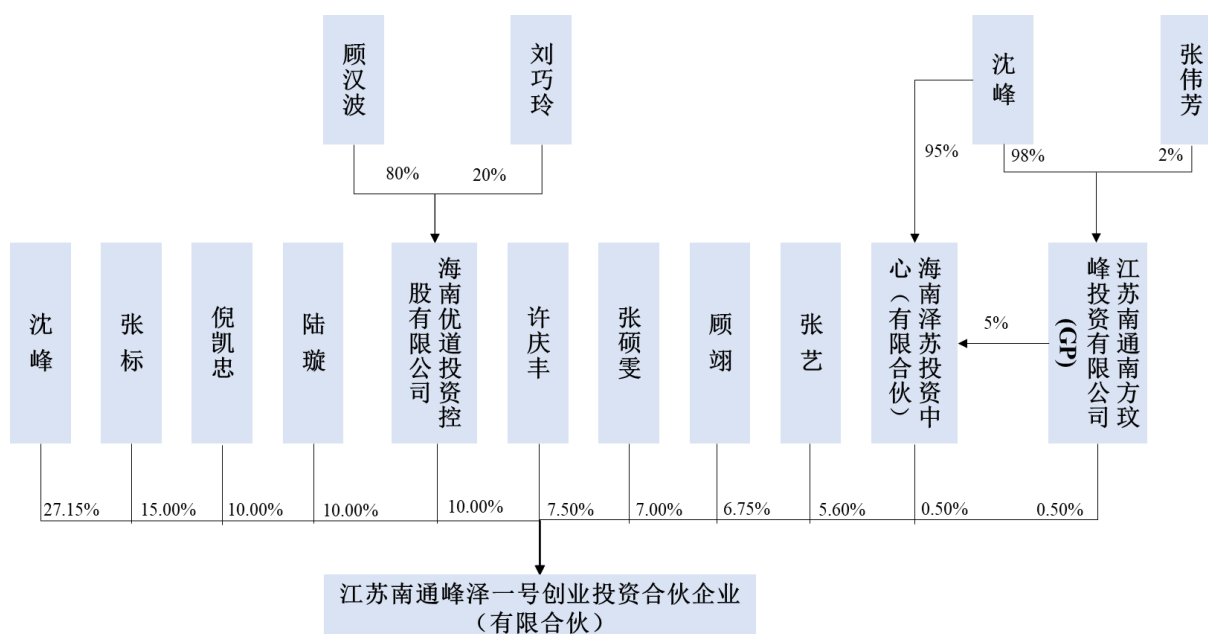 顾汉波
刘巧玲
沈峰
张伟芳
80%
20%
95%
98%
2%
沈峰
张标
倪凯忠
陆璇
海南优道投资控
股有限公司
许庆丰
张硕雯
顾翊
张艺
海南泽苏投资中
心（有限合伙）
5%
江苏南通南方玟
峰投资有限公司
(GP)
27.15%
15.00%
10.00%
10.00%
10.00%
7.50%
7.00%
6.75%
5.60%
0.50%
0.50%
江苏南通峰泽一号创业投资合伙企业
（有限合伙）